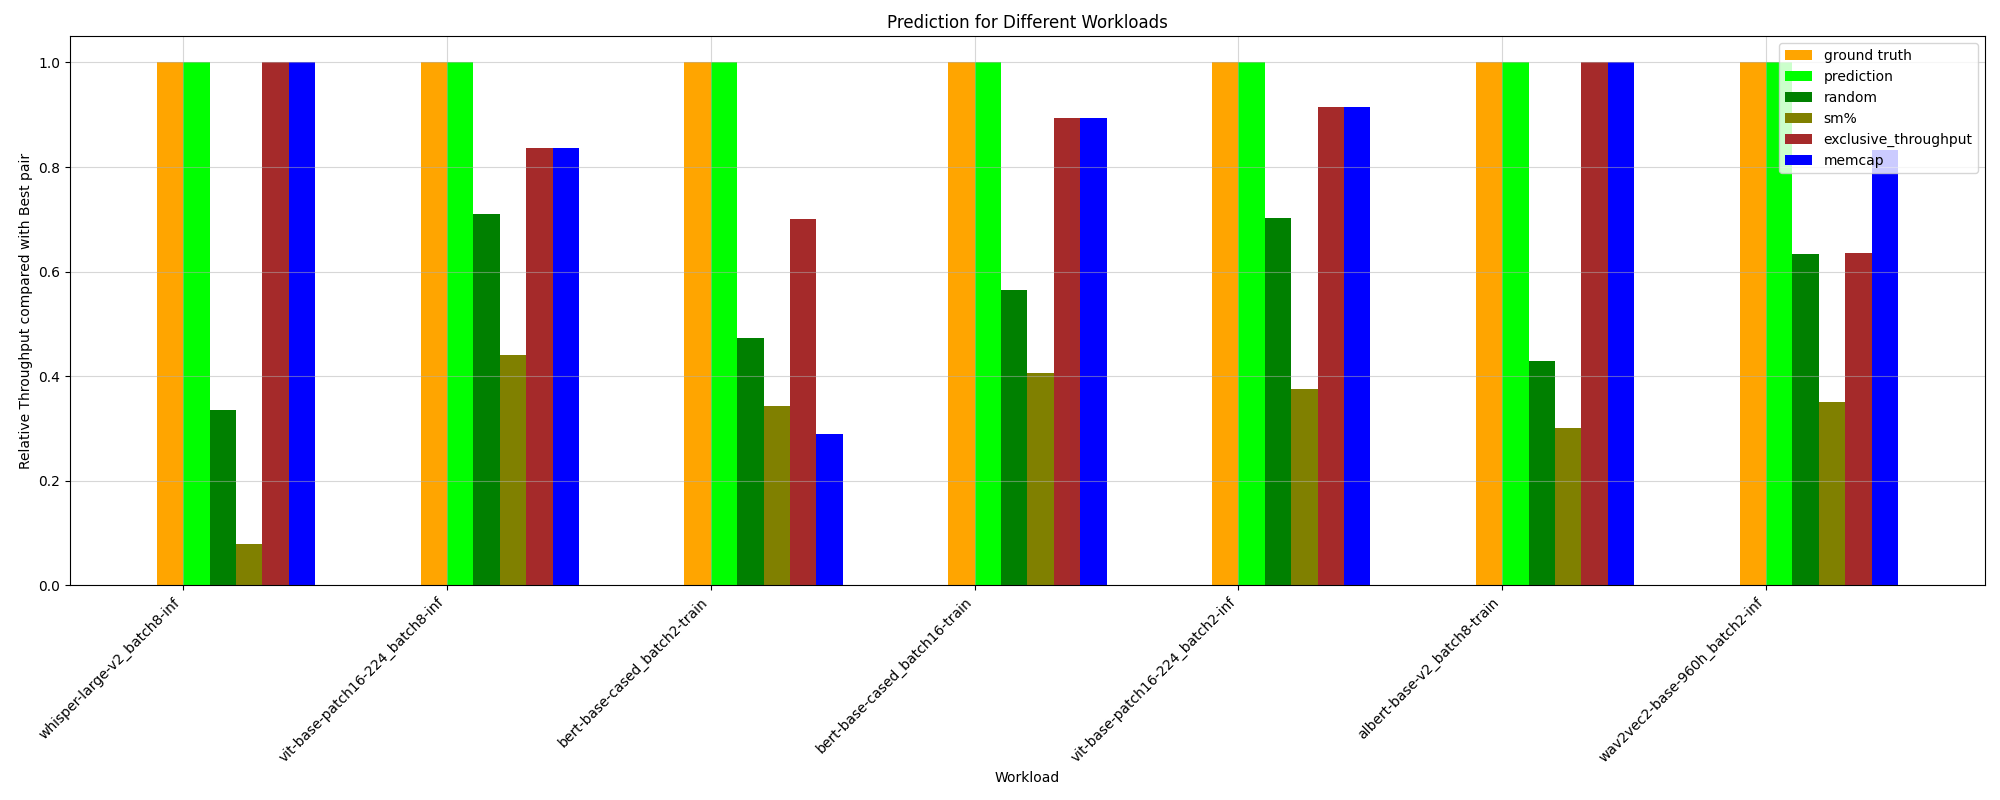 Prediction for Different Workloads
Relative Throughput compared with Best pair
1.0
0.8
0.6
0.4
0.2
0.0
ground truth
prediction
random
sm%
exclusive_throughput
memcap
whisper-large-v2_batch8-inf
vit-base-patch16-224_batch8-inf
bert-base-cased_batch2-train
bert-base-cased_batch16-train
vit-base-patch16-224_batch2-inf
albert-base-v2_batch8-train
wav2vec2-base-960h_batch2-inf
Workload